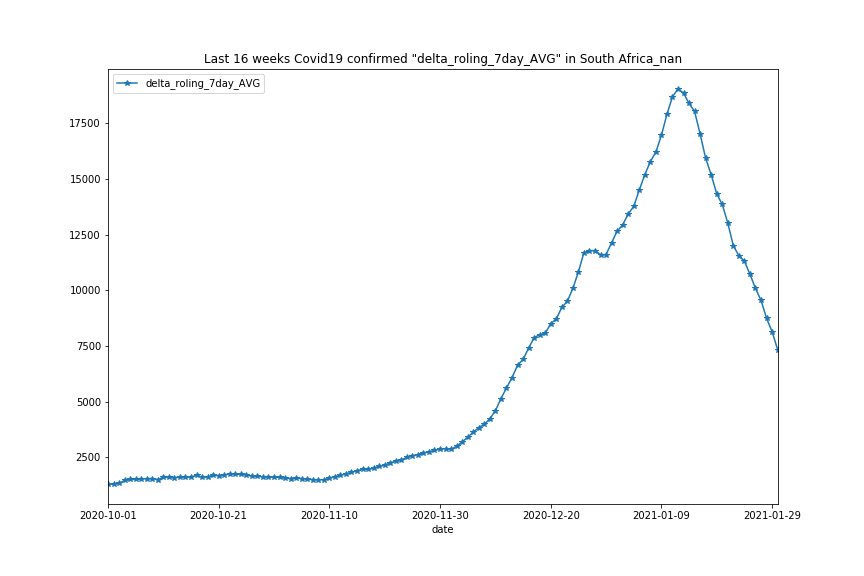 Last 16 weeks Covid19 confirmed "delta_roling_7day_AVG" in South Africa_nan
delta_roling_7day_AVG
17500
15000
12500
10000
7500
5000
2500
2020-10-01 2020-10-21 2020-11-10 2020-11-30 2020-12-20 2021-01-09 2021-01-29
date